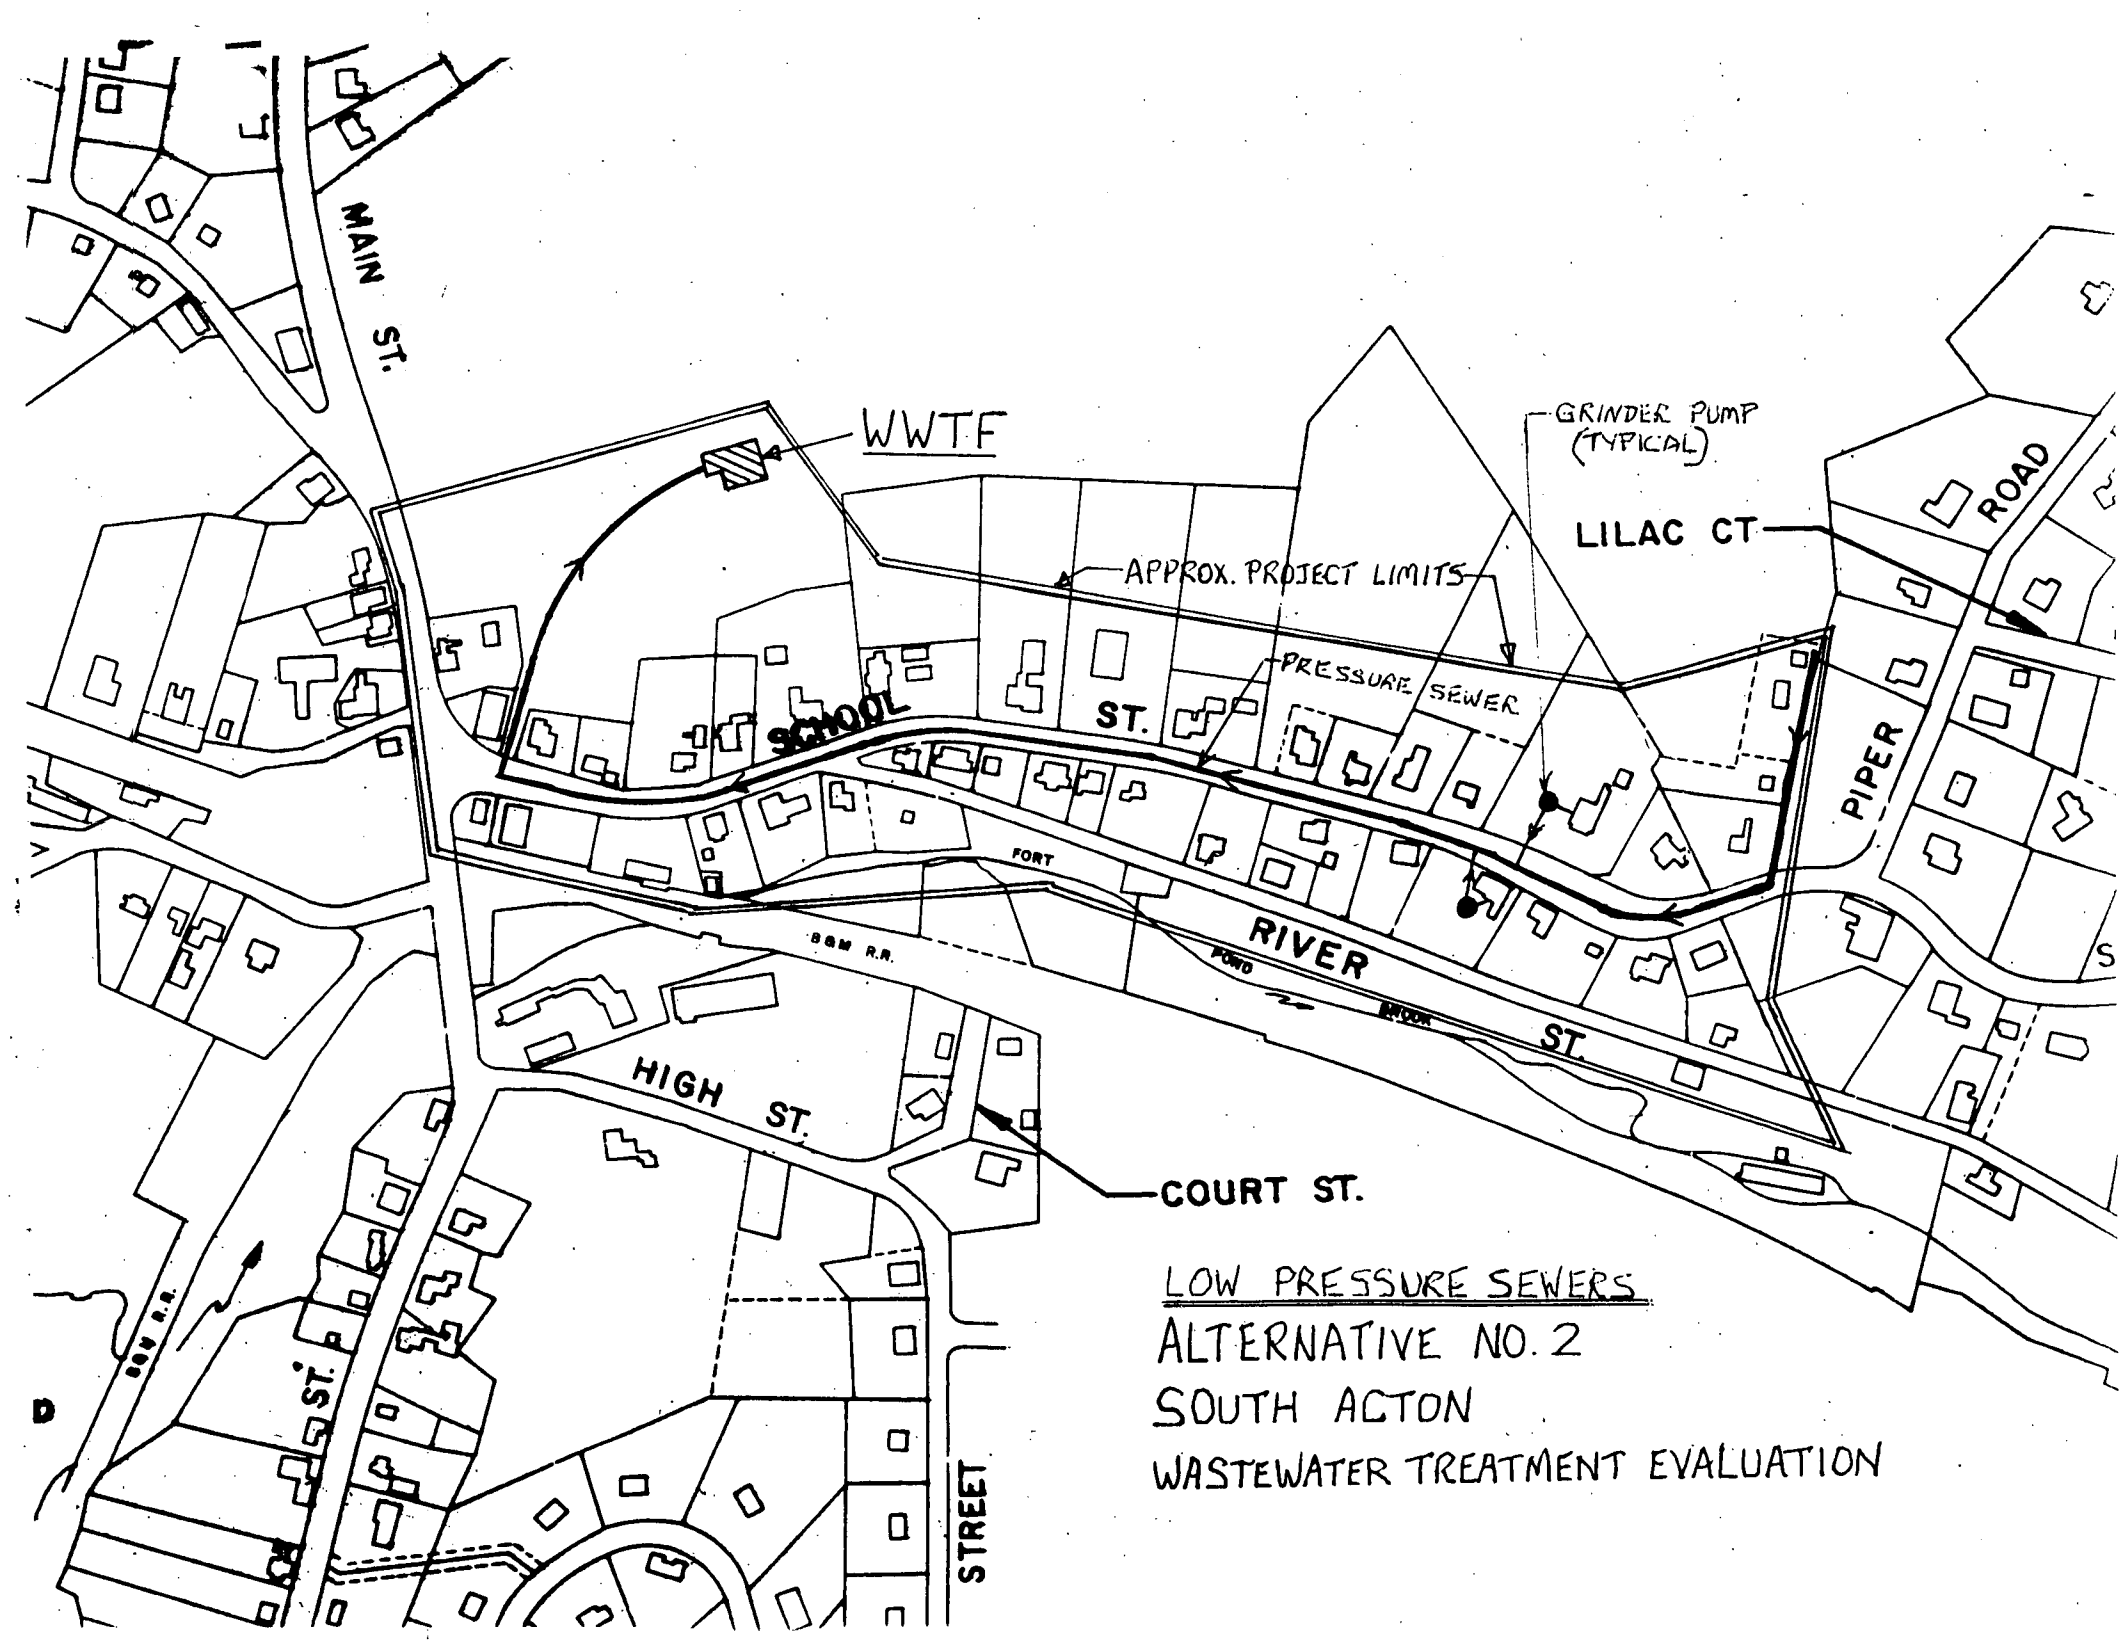 MAIN
ST.
WWTF
GRINDER PUMP
(TYPICAL)
ROAD
LILAC CT
APPROX. PROJECT LIMITS
PRESSURE SEWER
SCHOOL
ST.
PIPER
FORT
RIVER
B&M R.R.
POND
S
BROOK
ST.
HIGH
ST.
COURT ST.
LOW PRESSURE SEWERS
B&M R.R.
ALTERNATIVE NO. 2
ST.
SOUTH ACTON
D
WASTEWATER TREATMENT EVALUATION
STREET